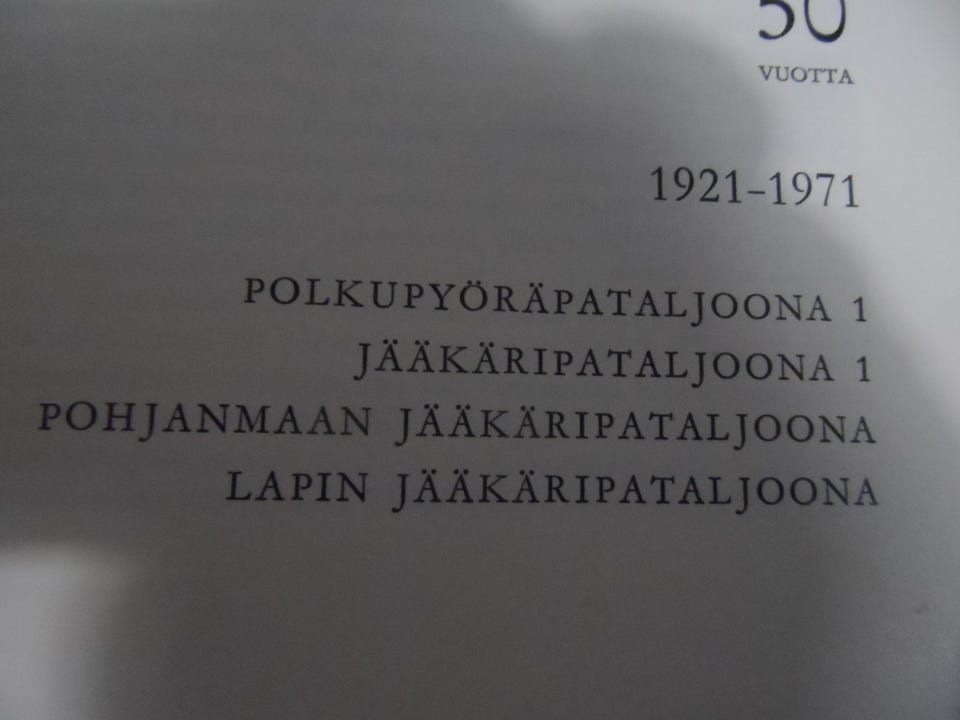 50
VUOTTA
1921–1971
POLKUPYÖRÄPATALJOONA 1
JÄÄKÄRIPATALJOONA 1
POHJANMAAN JÄÄKÄRIPATALJOONA
LAPIN JÄÄKÄRIPATALJOONA